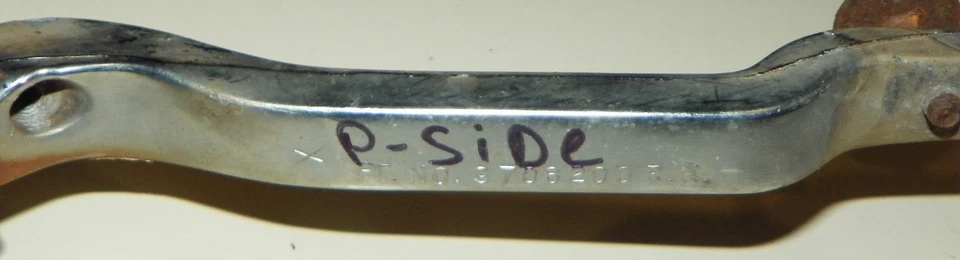 P-SiDe
PT. NO. 3706200 R.H.